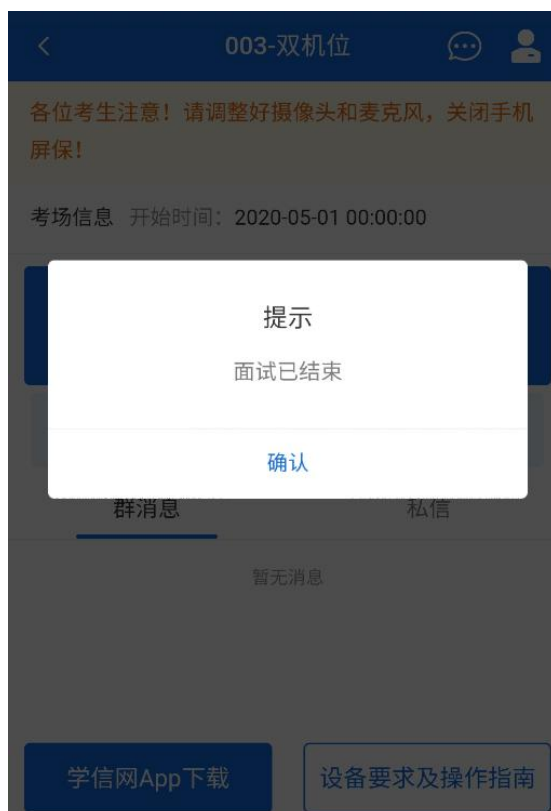 003-双机位
各位考生注意！请调整好摄像头和麦克风，关闭手机
屏保！
考场信息 开始时间：2020-05-01 00:00:00
提示
面试已结束
确认
群消息 私信
暂无消息
学信网App下载 设备要求及操作指南